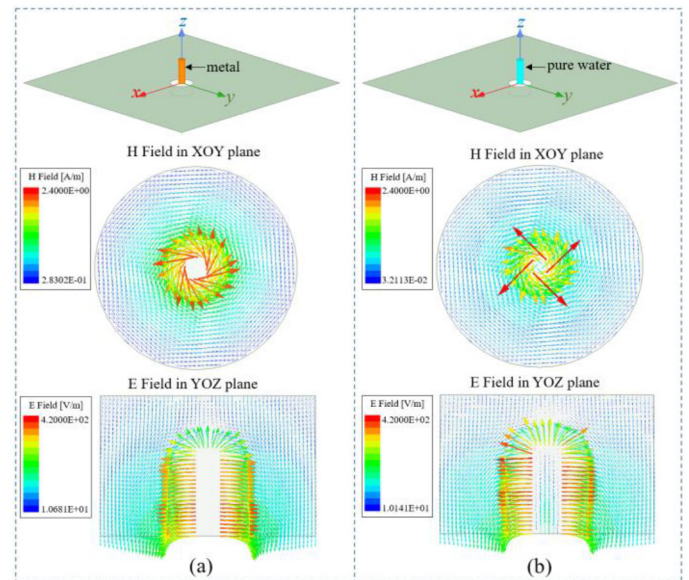 z
metal
x
y
H Field in XOY plane
H Field [A/m]
2.4000E+00
2.8302E-01
E Field in YOZ plane
E Field [V/m]
4.2000E+02
1.0681E+01
(a)
z
pure water
x
y
H Field in XOY plane
H Field [A/m]
2.4000E+00
3.2113E-02
E Field in YOZ plane
E Field [V/m]
4.2000E+02
1.0141E+01
(b)